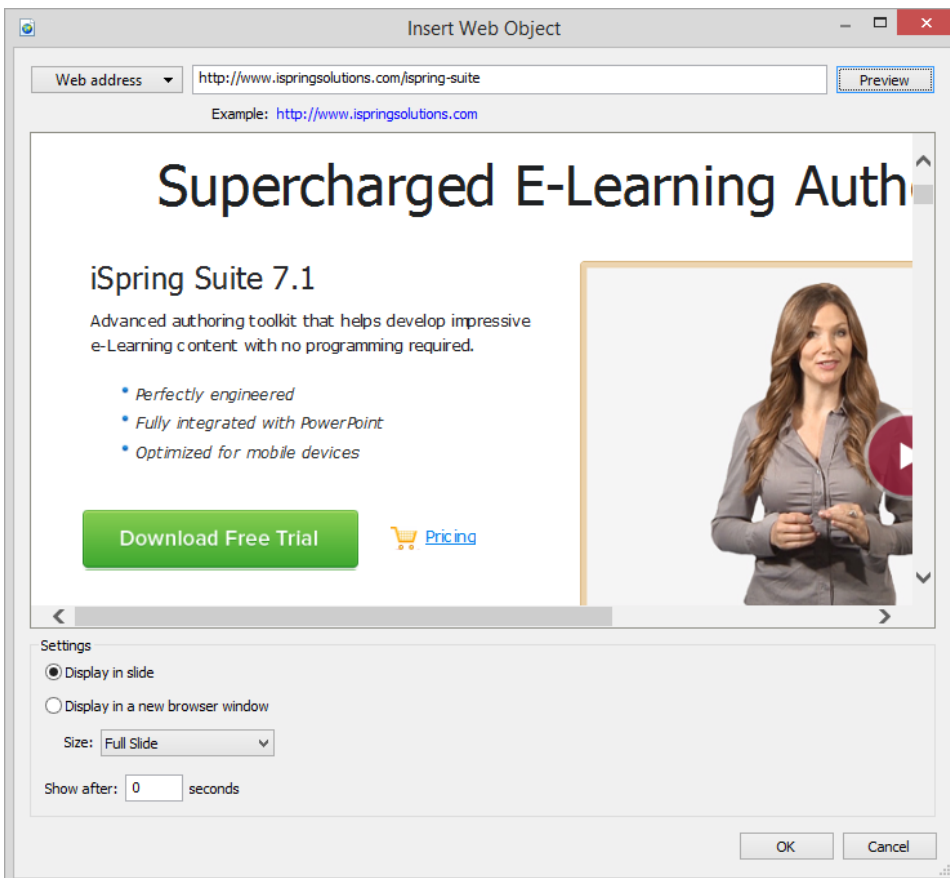 Insert Web Object
Web address http://www.ispringsolutions.com/ispring-suite Preview
Example: http://www.ispringsolutions.com
Supercharged E-Learning
iSpring Suite 7.1
Advanced authoring toolkit that helps develop impressive
e-Learning content with no programming required.
• Perfectly engineered
• Fully integrated with PowerPoint
• Optimized for mobile devices
Download Free Trial Pricing
Settings
Display in slide
Display in a new browser window
Size: Full Slide
Show after: 0 seconds
OK Cancel